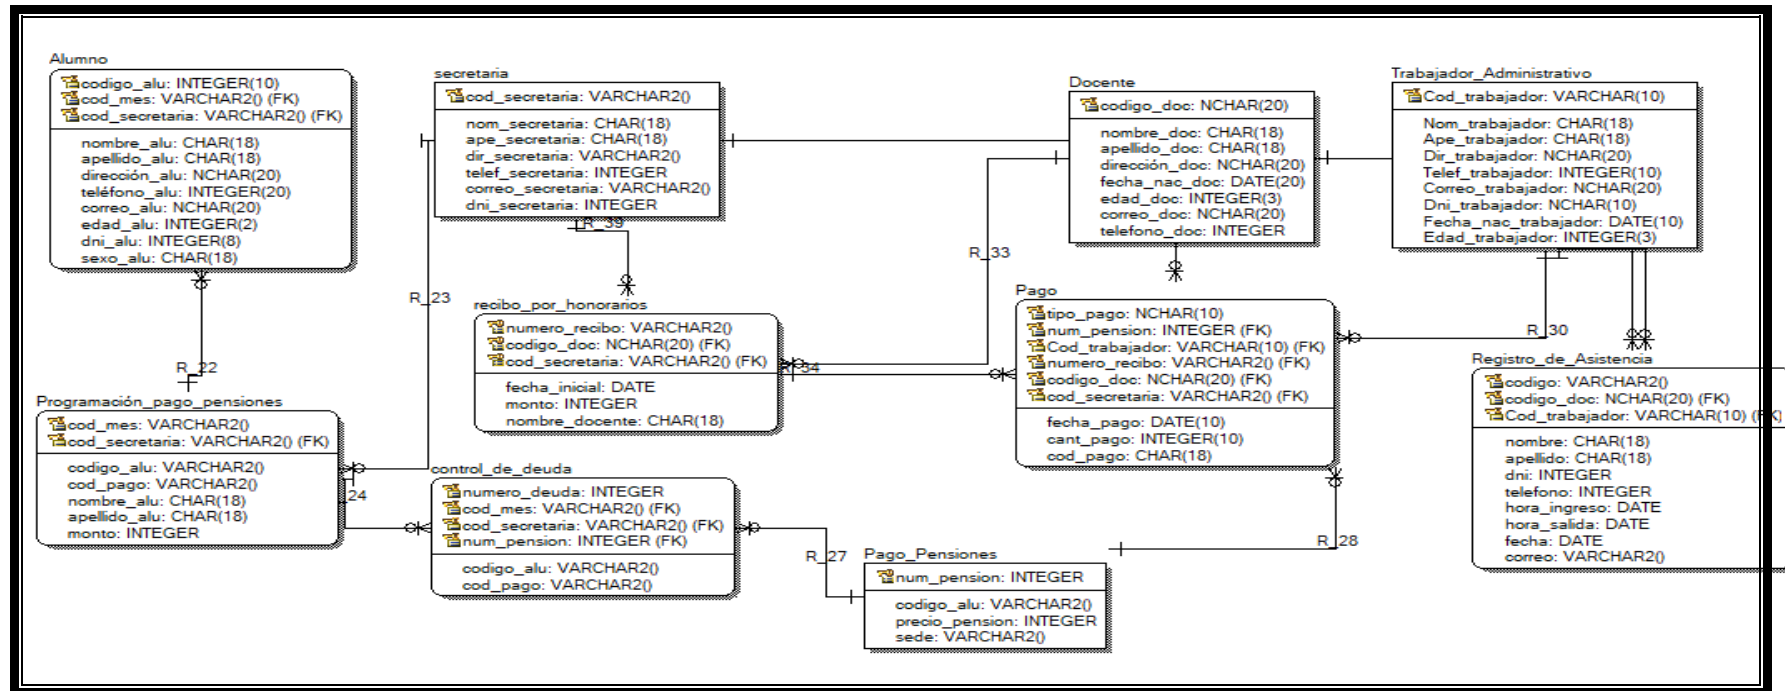 Alumno
codigo_alu: INTEGER(10)
cod_mes: VARCHAR2() (FK)
cod_secretaria: VARCHAR2() (FK)
nombre_alu: CHAR(18)
apellido_alu: CHAR(18)
dirección_alu: NCHAR(20)
teléfono_alu: INTEGER(20)
correo_alu: NCHAR(20)
edad_alu: INTEGER(2)
dni_alu: INTEGER(8)
sexo_alu: CHAR(18)
secretaria
cod_secretaria: VARCHAR2()
nom_secretaria: CHAR(18)
ape_secretaria: CHAR(18)
dir_secretaria: VARCHAR2()
telef_secretaria: INTEGER
correo_secretaria: VARCHAR2()
dni_secretaria: INTEGER
Docente
codigo_doc: NCHAR(20)
nombre_doc: CHAR(18)
apellido_doc: CHAR(18)
dirección_doc: NCHAR(20)
fecha_nac_doc: DATE(20)
edad_doc: INTEGER(3)
correo_doc: NCHAR(20)
telefono_doc: INTEGER
Trabajador_Administrativo
Cod_trabajador: VARCHAR(10)
Nom_trabajador: CHAR(18)
Ape_trabajador: CHAR(18)
Dir_trabajador: NCHAR(20)
Telef_trabajador: INTEGER(10)
Correo_trabajador: NCHAR(20)
Dni_trabajador: NCHAR(10)
Fecha_nac_trabajador: DATE(10)
Edad_trabajador: INTEGER(3)
R_39
R_33
R_23
recibo_por_honorarios
numero_recibo: VARCHAR2()
codigo_doc: NCHAR(20) (FK)
cod_secretaria: VARCHAR2() (FK)
fecha_inicial: DATE
monto: INTEGER
nombre_docente: CHAR(18)
R_34
Pago
tipo_pago: NCHAR(10)
num_pension: INTEGER (FK)
Cod_trabajador: VARCHAR(10) (FK)
numero_recibo: VARCHAR2() (FK)
codigo_doc: NCHAR(20) (FK)
cod_secretaria: VARCHAR2() (FK)
fecha_pago: DATE(10)
cant_pago: INTEGER(10)
cod_pago: CHAR(18)
R_30
Registro_de_Asistencia
codigo: VARCHAR2()
codigo_doc: NCHAR(20) (FK)
Cod_trabajador: VARCHAR(10) (FK)
nombre: CHAR(18)
apellido: CHAR(18)
dni: INTEGER
telefono: INTEGER
hora_ingreso: DATE
hora_salida: DATE
fecha: DATE
correo: VARCHAR2()
R_22
Programación_pago_pensiones
cod_mes: VARCHAR2()
cod_secretaria: VARCHAR2() (FK)
codigo_alu: VARCHAR2()
cod_pago: VARCHAR2()
nombre_alu: CHAR(18)
apellido_alu: CHAR(18)
monto: INTEGER
_24
control_de_deuda
numero_deuda: INTEGER
cod_mes: VARCHAR2() (FK)
cod_secretaria: VARCHAR2() (FK)
num_pension: INTEGER (FK)
codigo_alu: VARCHAR2()
cod_pago: VARCHAR2()
R_27
Pago_Pensiones
num_pension: INTEGER
codigo_alu: VARCHAR2()
precio_pension: INTEGER
sede: VARCHAR2()
R_28